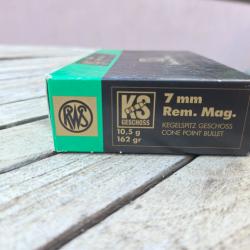 RWS
KS
GESCHOSS
10,5 g
162 gr
7 mm
Rem. Mag.
KEGELSPITZ GESCHOSS
CONE POINT BULLET